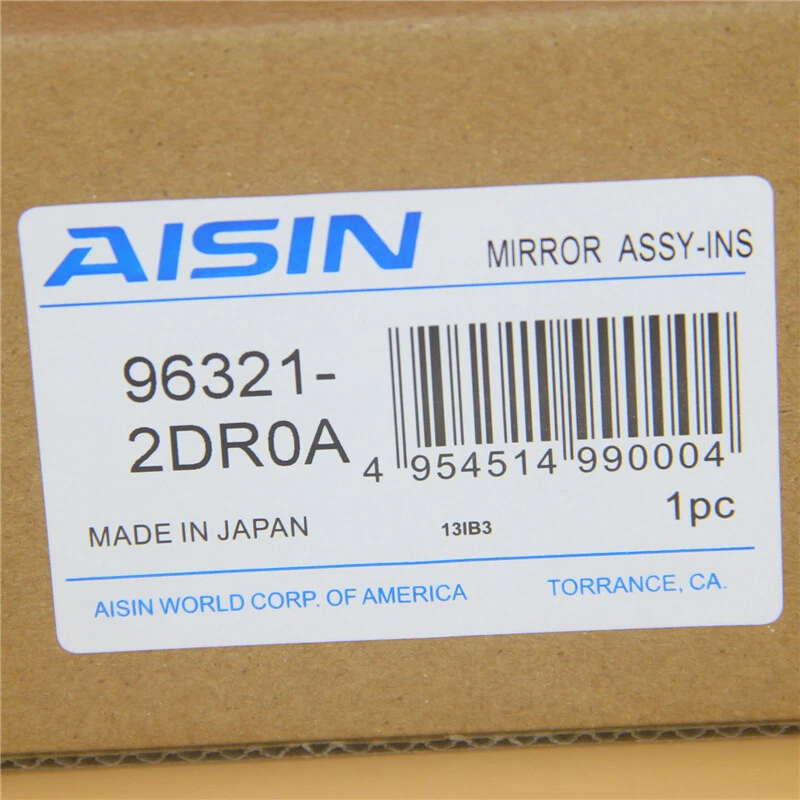 AISIN MIRROR ASSY-INS
96321-
2DR0A
4 954514 990004
1pc
MADE IN JAPAN 13IB3
AISIN WORLD CORP. OF AMERICA TORRANCE, CA.